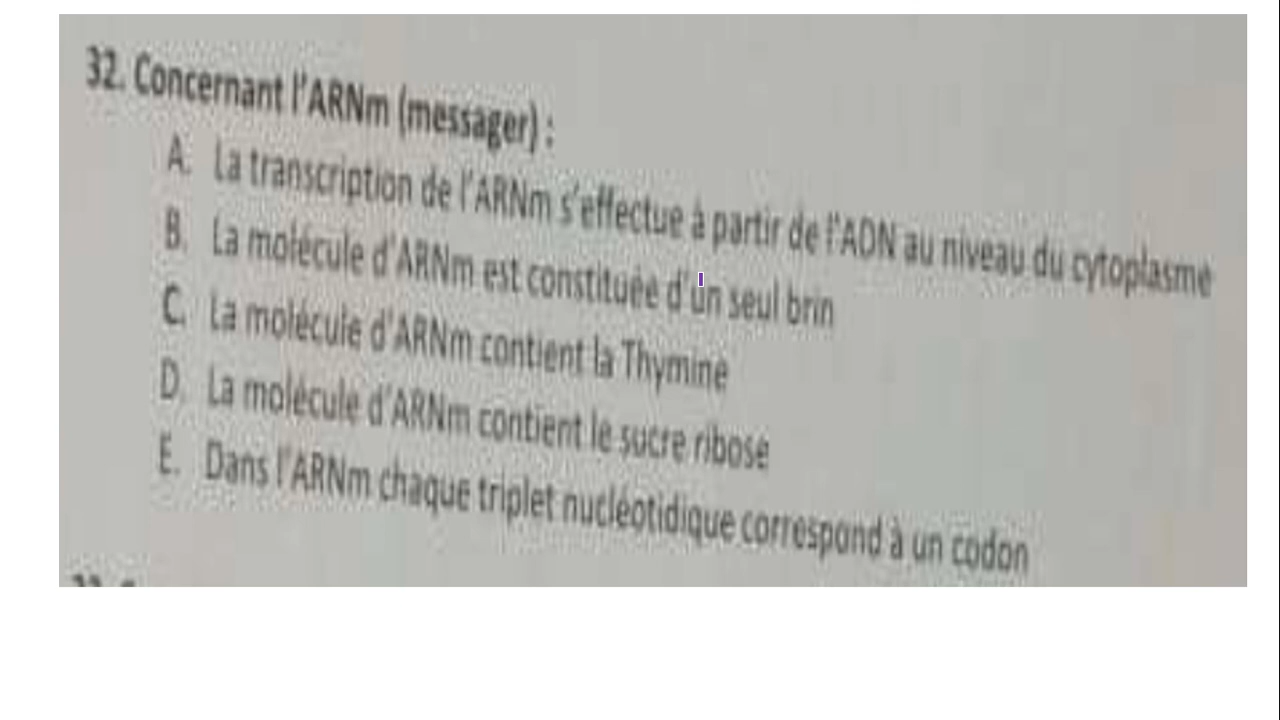 32. Concernant l'ARNm (messager) :
A. La transcription de l'ARNm s'effectue à partir de l'ADN au niveau du cytoplasme
B. La molécule d'ARNm est constituée d'un seul brin
C. La molécule d'ARNm contient la Thymine
D. La molécule d'ARNm contient le sucre ribose
E. Dans l'ARNm chaque triplet nucléotidique correspond à un codon